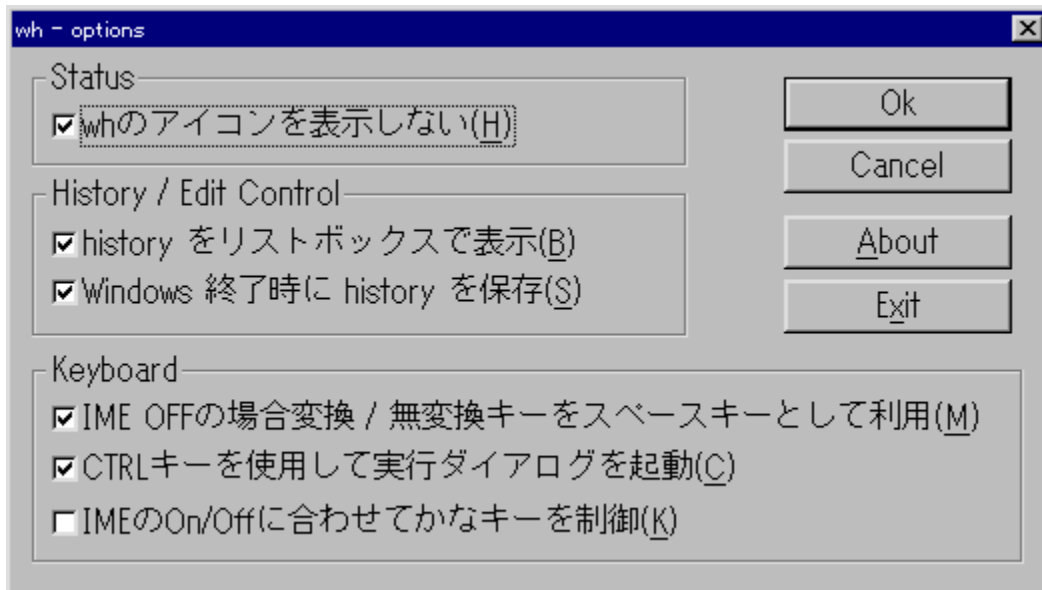 wh - options
Status
whのアイコンを表示しない(H)
Ok
Cancel
History / Edit Control
history をリストボックスで表示(B)
Windows 終了時に history を保存(S)
About
Exit
Keyboard
IME OFFの場合変換 / 無変換キーをスペースキーとして利用(M)
CTRLキーを使用して実行ダイアログを起動(C)
IMEのOn/Offに合わせてかなキーを制御(K)